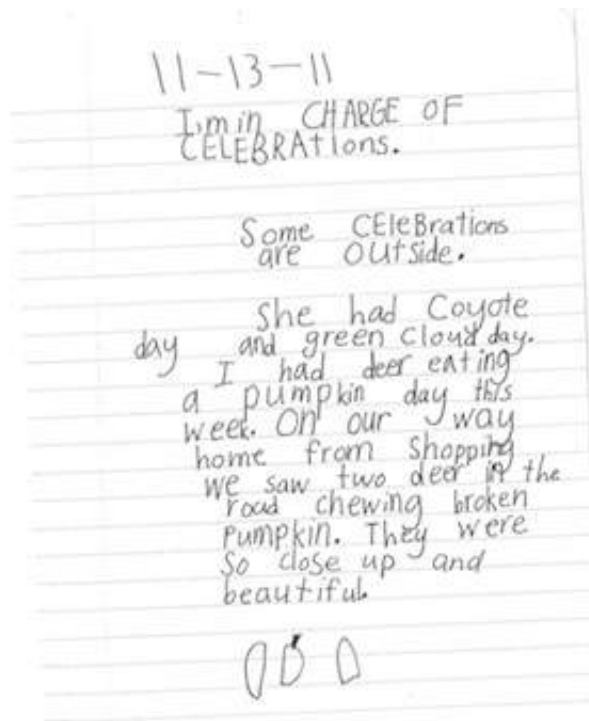 11-13-11
I,m in CHARGE OF
CELEBRAtIons.
Some CEleBrations
are OUtside.
She had Coyote
day and green Cloud day.
I had deer eating
a pumpkin day this
week. On our way
home from Shopping
we saw two deer in the
road chewing broken
Pumpkin. They were
So close up and
beautiful.